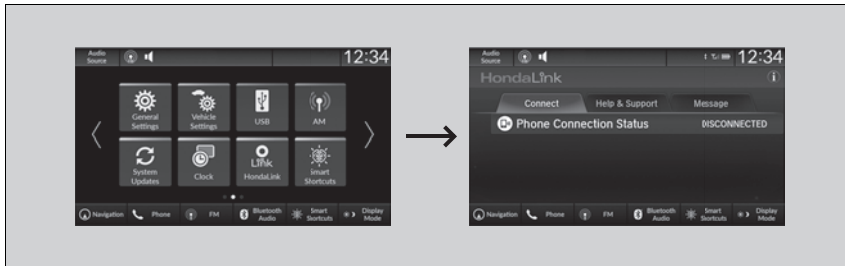 Audio
Source
12:34
General
Settings
Vehicle
Settings
USB
AM
System
Updates
Clock
Link
HondaLink
Smart
Shortcuts
Navigation
Phone
FM
Bluetooth
Audio
Smart
Shortcuts
Display
Mode
Audio
Source
12:34
HondaLink
Connect
Help & Support
Message
Phone Connection Status
DISCONNECTED
Navigation
Phone
FM
Bluetooth
Audio
Smart
Shortcuts
Display
Mode